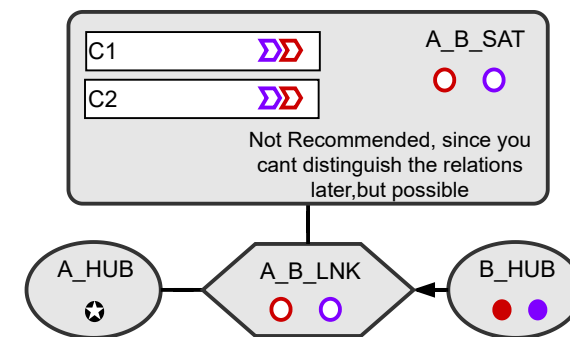 C1
A_B_SAT
C2
Not Recommended, since you
cant distinguish the relations
later,but possible
A_HUB
A_B_LNK
B_HUB